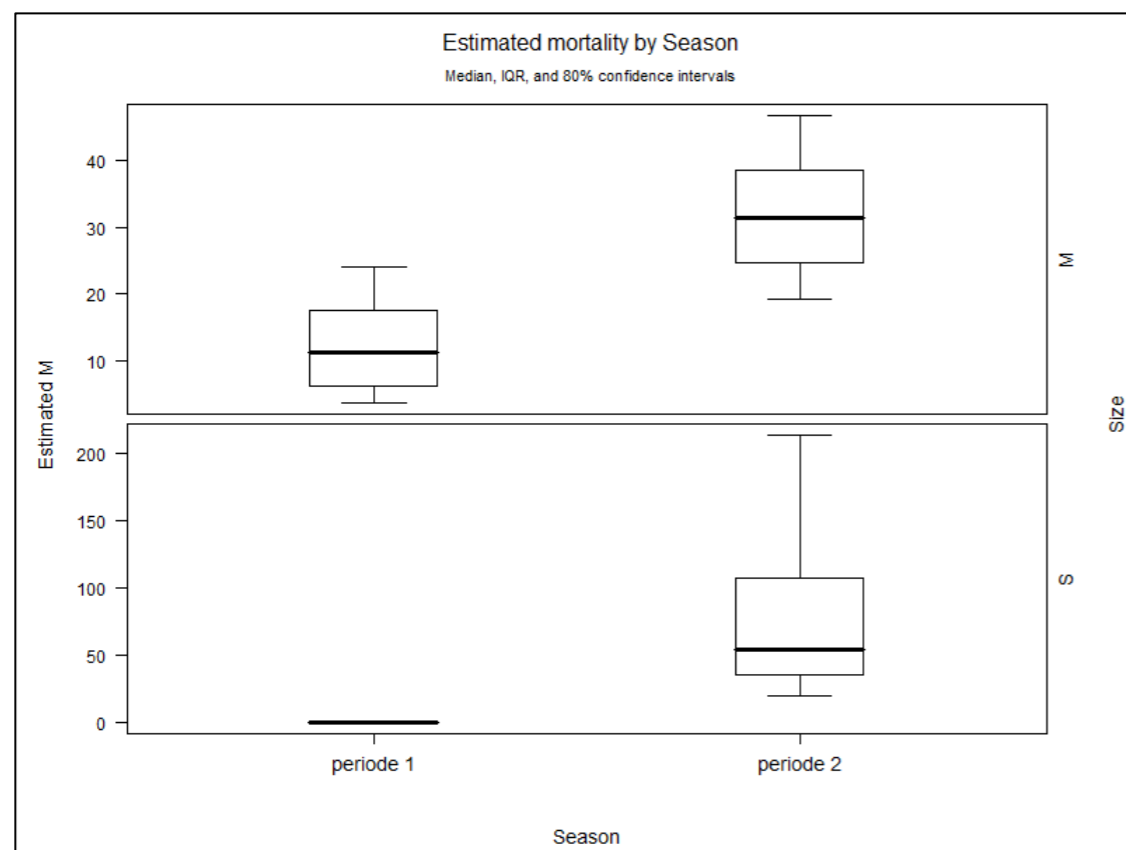 Estimated mortality by Season
Median, IQR, and 80% confidence intervals
Estimated M
40
30
20
10
M
200
150
100
50
0
S
Size
periode 1
periode 2
Season